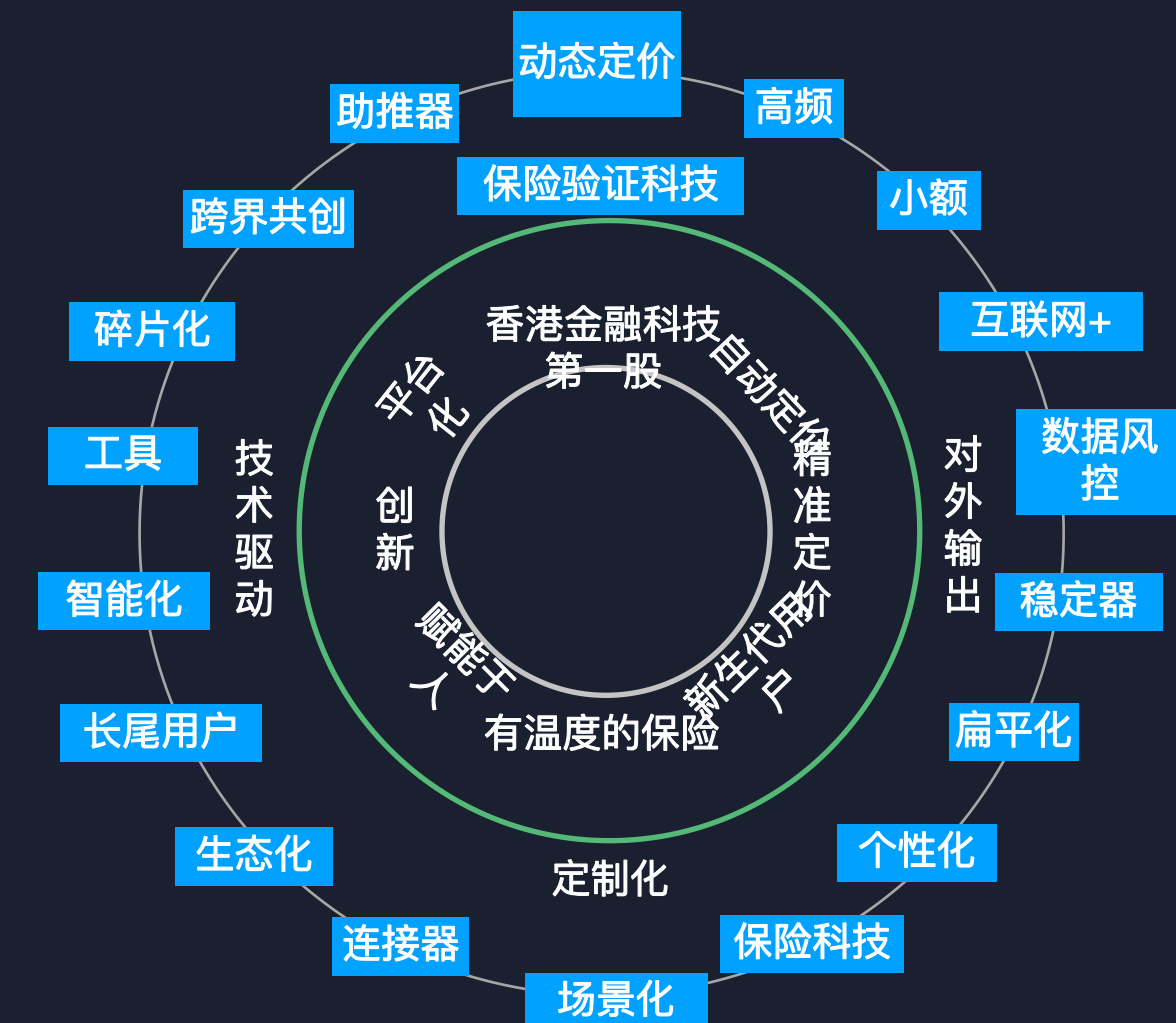 动态定价
高频
助推器
保险验证科技
小额
跨界共创
互联网+
碎片化
香港金融科技
第一股
自动定价
平台
化
数据风
控
工具
技术驱动
创新
精准定价
对外输出
智能化
稳定器
赋能于
人
新生代用
户
长尾用户
有温度的保险
扁平化
生态化
个性化
定制化
连接器
保险科技
场景化